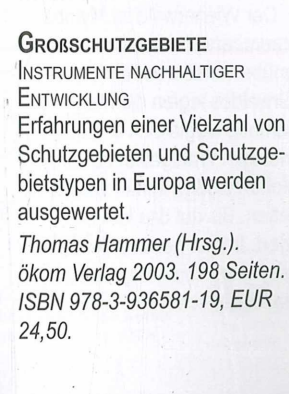 GROßSCHUTZGEBIETE
INSTRUMENTE NACHHALTIGER
ENTWICKLUNG
Erfahrungen einer Vielzahl von
Schutzgebieten und Schutzge-
bietstypen in Europa werden
ausgewertet.
Thomas Hammer (Hrsg.).
ökom Verlag 2003. 198 Seiten.
ISBN 978-3-936581-19, EUR
24,50.